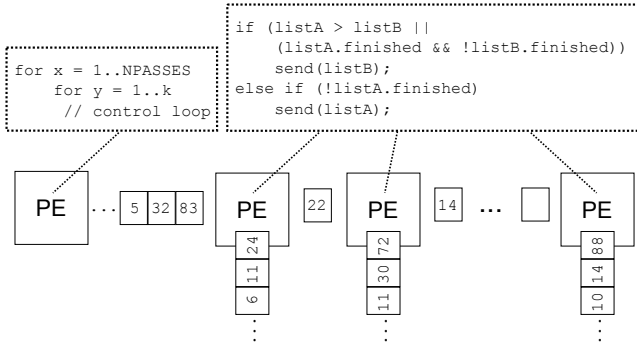 if (listA > listB ||
(listA.finished && !listB.finished))
send(listB);
else if (!listA.finished)
send(listA);
for x = 1..NPASSES
for y = 1..k
// control loop
PE ... 5 32 83 PE 22 PE 14 ... PE
24 72 88
11 30 14
6 11 10